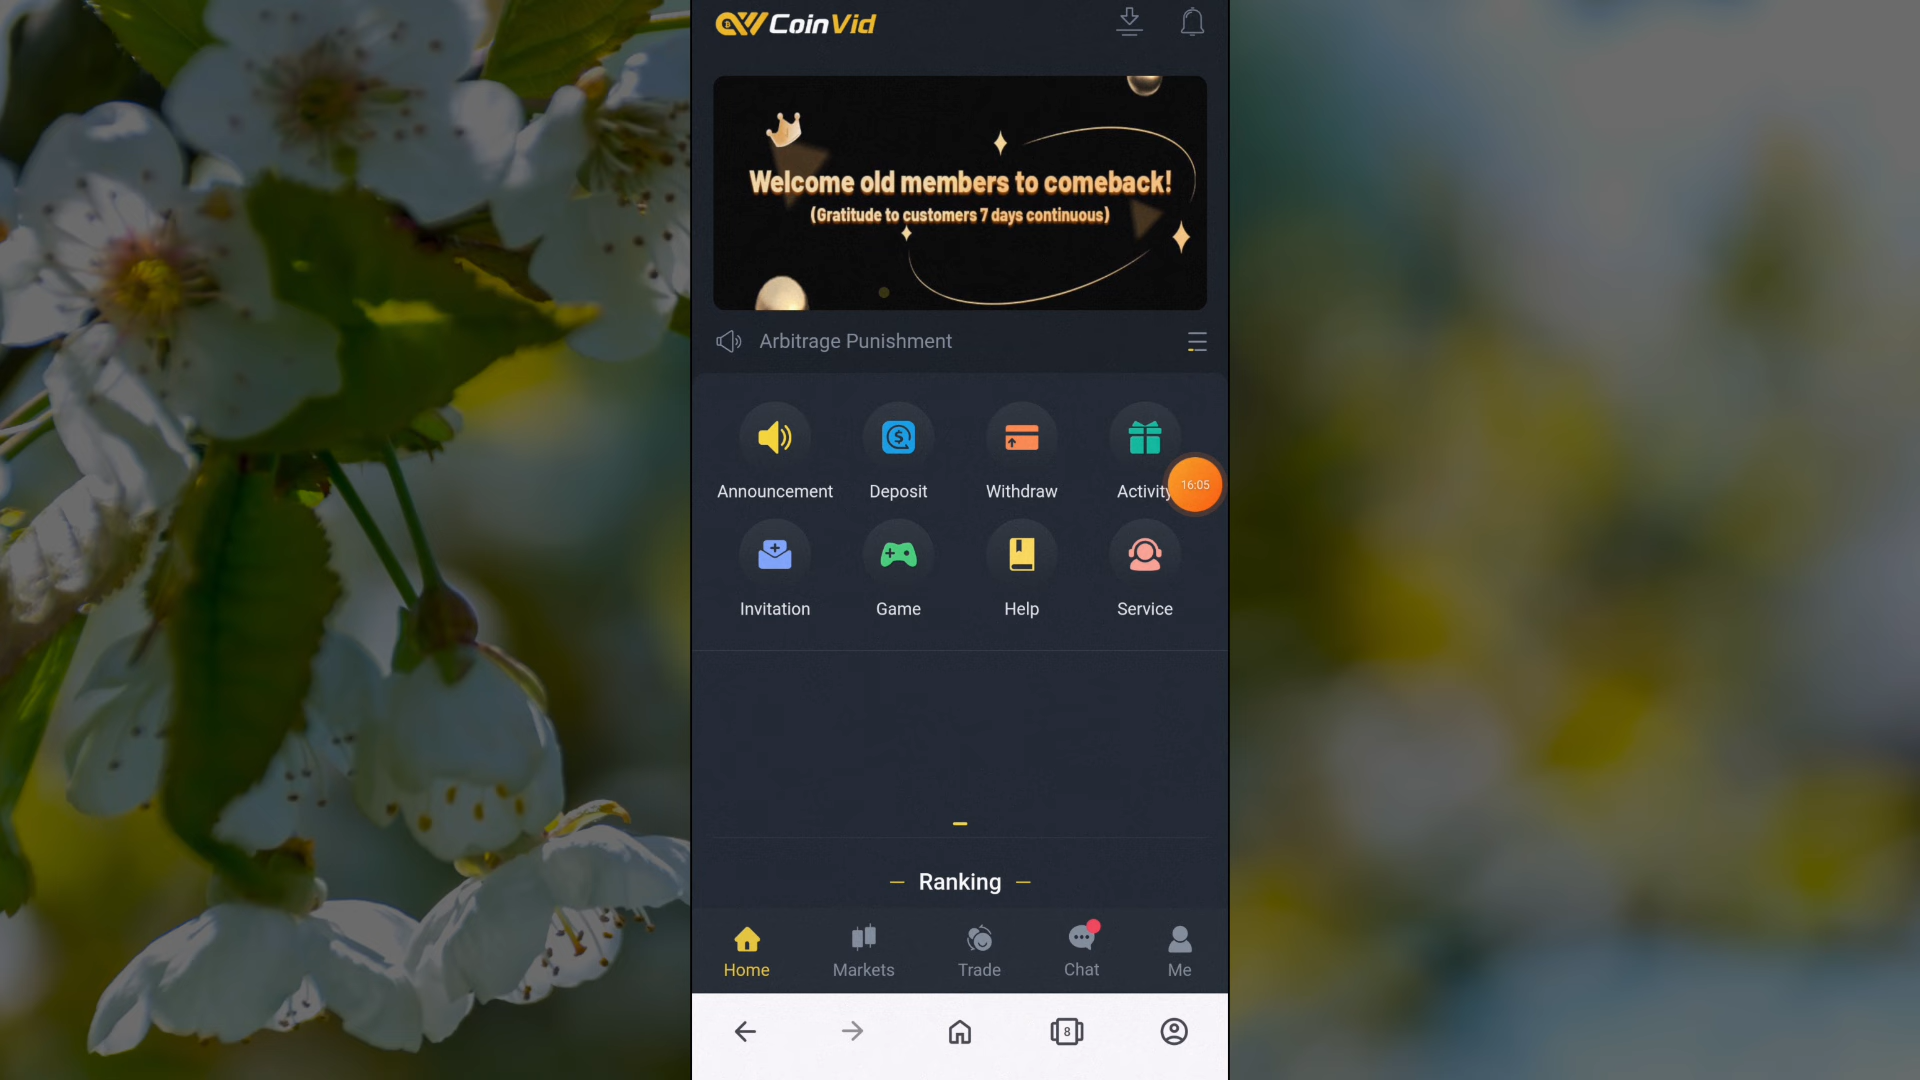 CoinVid
Welcome old members to comeback!
(Gratitude to customers 7 days continuous)
Arbitrage Punishment
Announcement
Deposit
Withdraw
Activity
16:05
Invitation
Game
Help
Service
Ranking
Home
Markets
Trade
Chat
Me
8